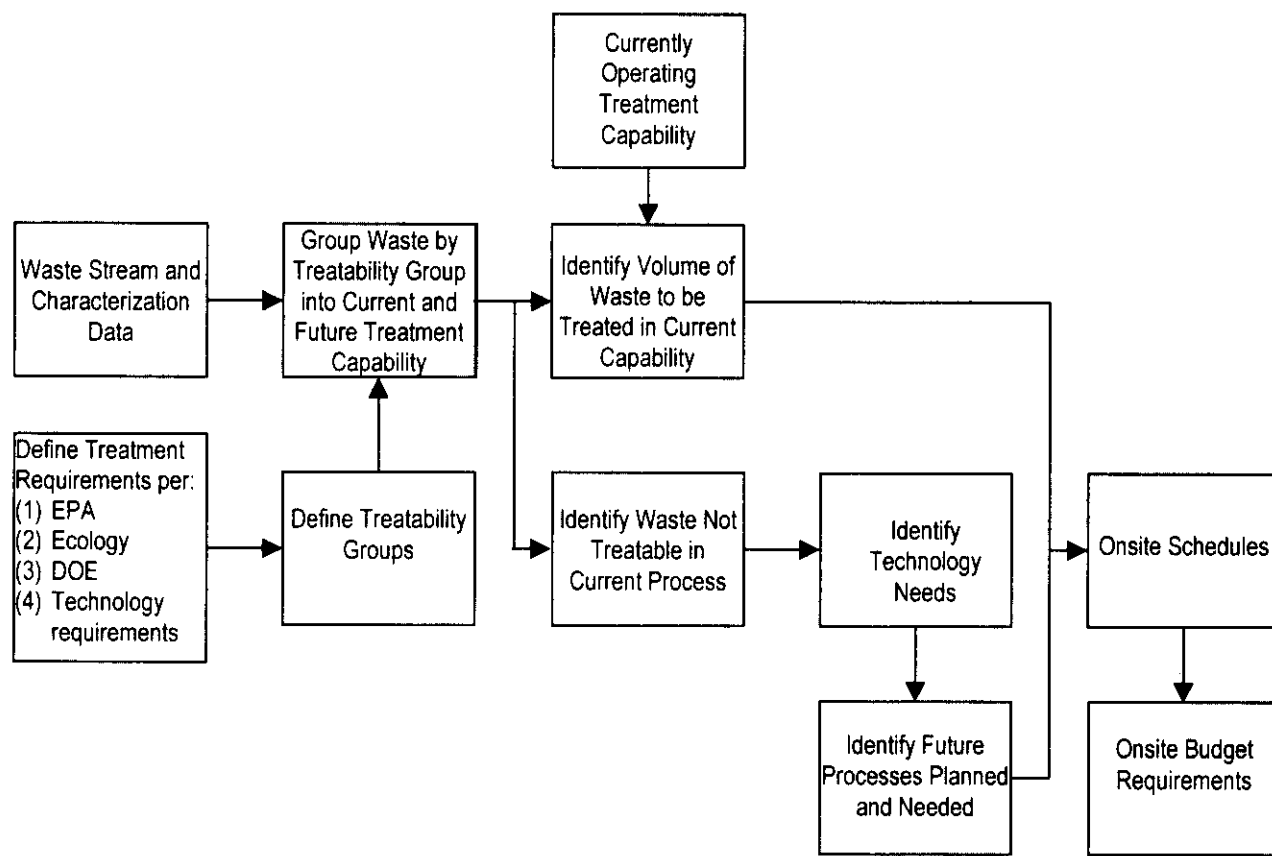 Currently
Operating
Treatment
Capability
Waste Stream and
Characterization
Data
Group Waste by
Treatability Group
into Current and
Future Treatment
Capability
Identify Volume of
Waste to be
Treated in Current
Capability
Define Treatment
Requirements per:
(1) EPA
(2) Ecology
(3) DOE
(4) Technology
requirements
Define Treatability
Groups
Identify Waste Not
Treatable in
Current Process
Identify
Technology
Needs
Onsite Schedules
Identify Future
Processes Planned
and Needed
Onsite Budget
Requirements